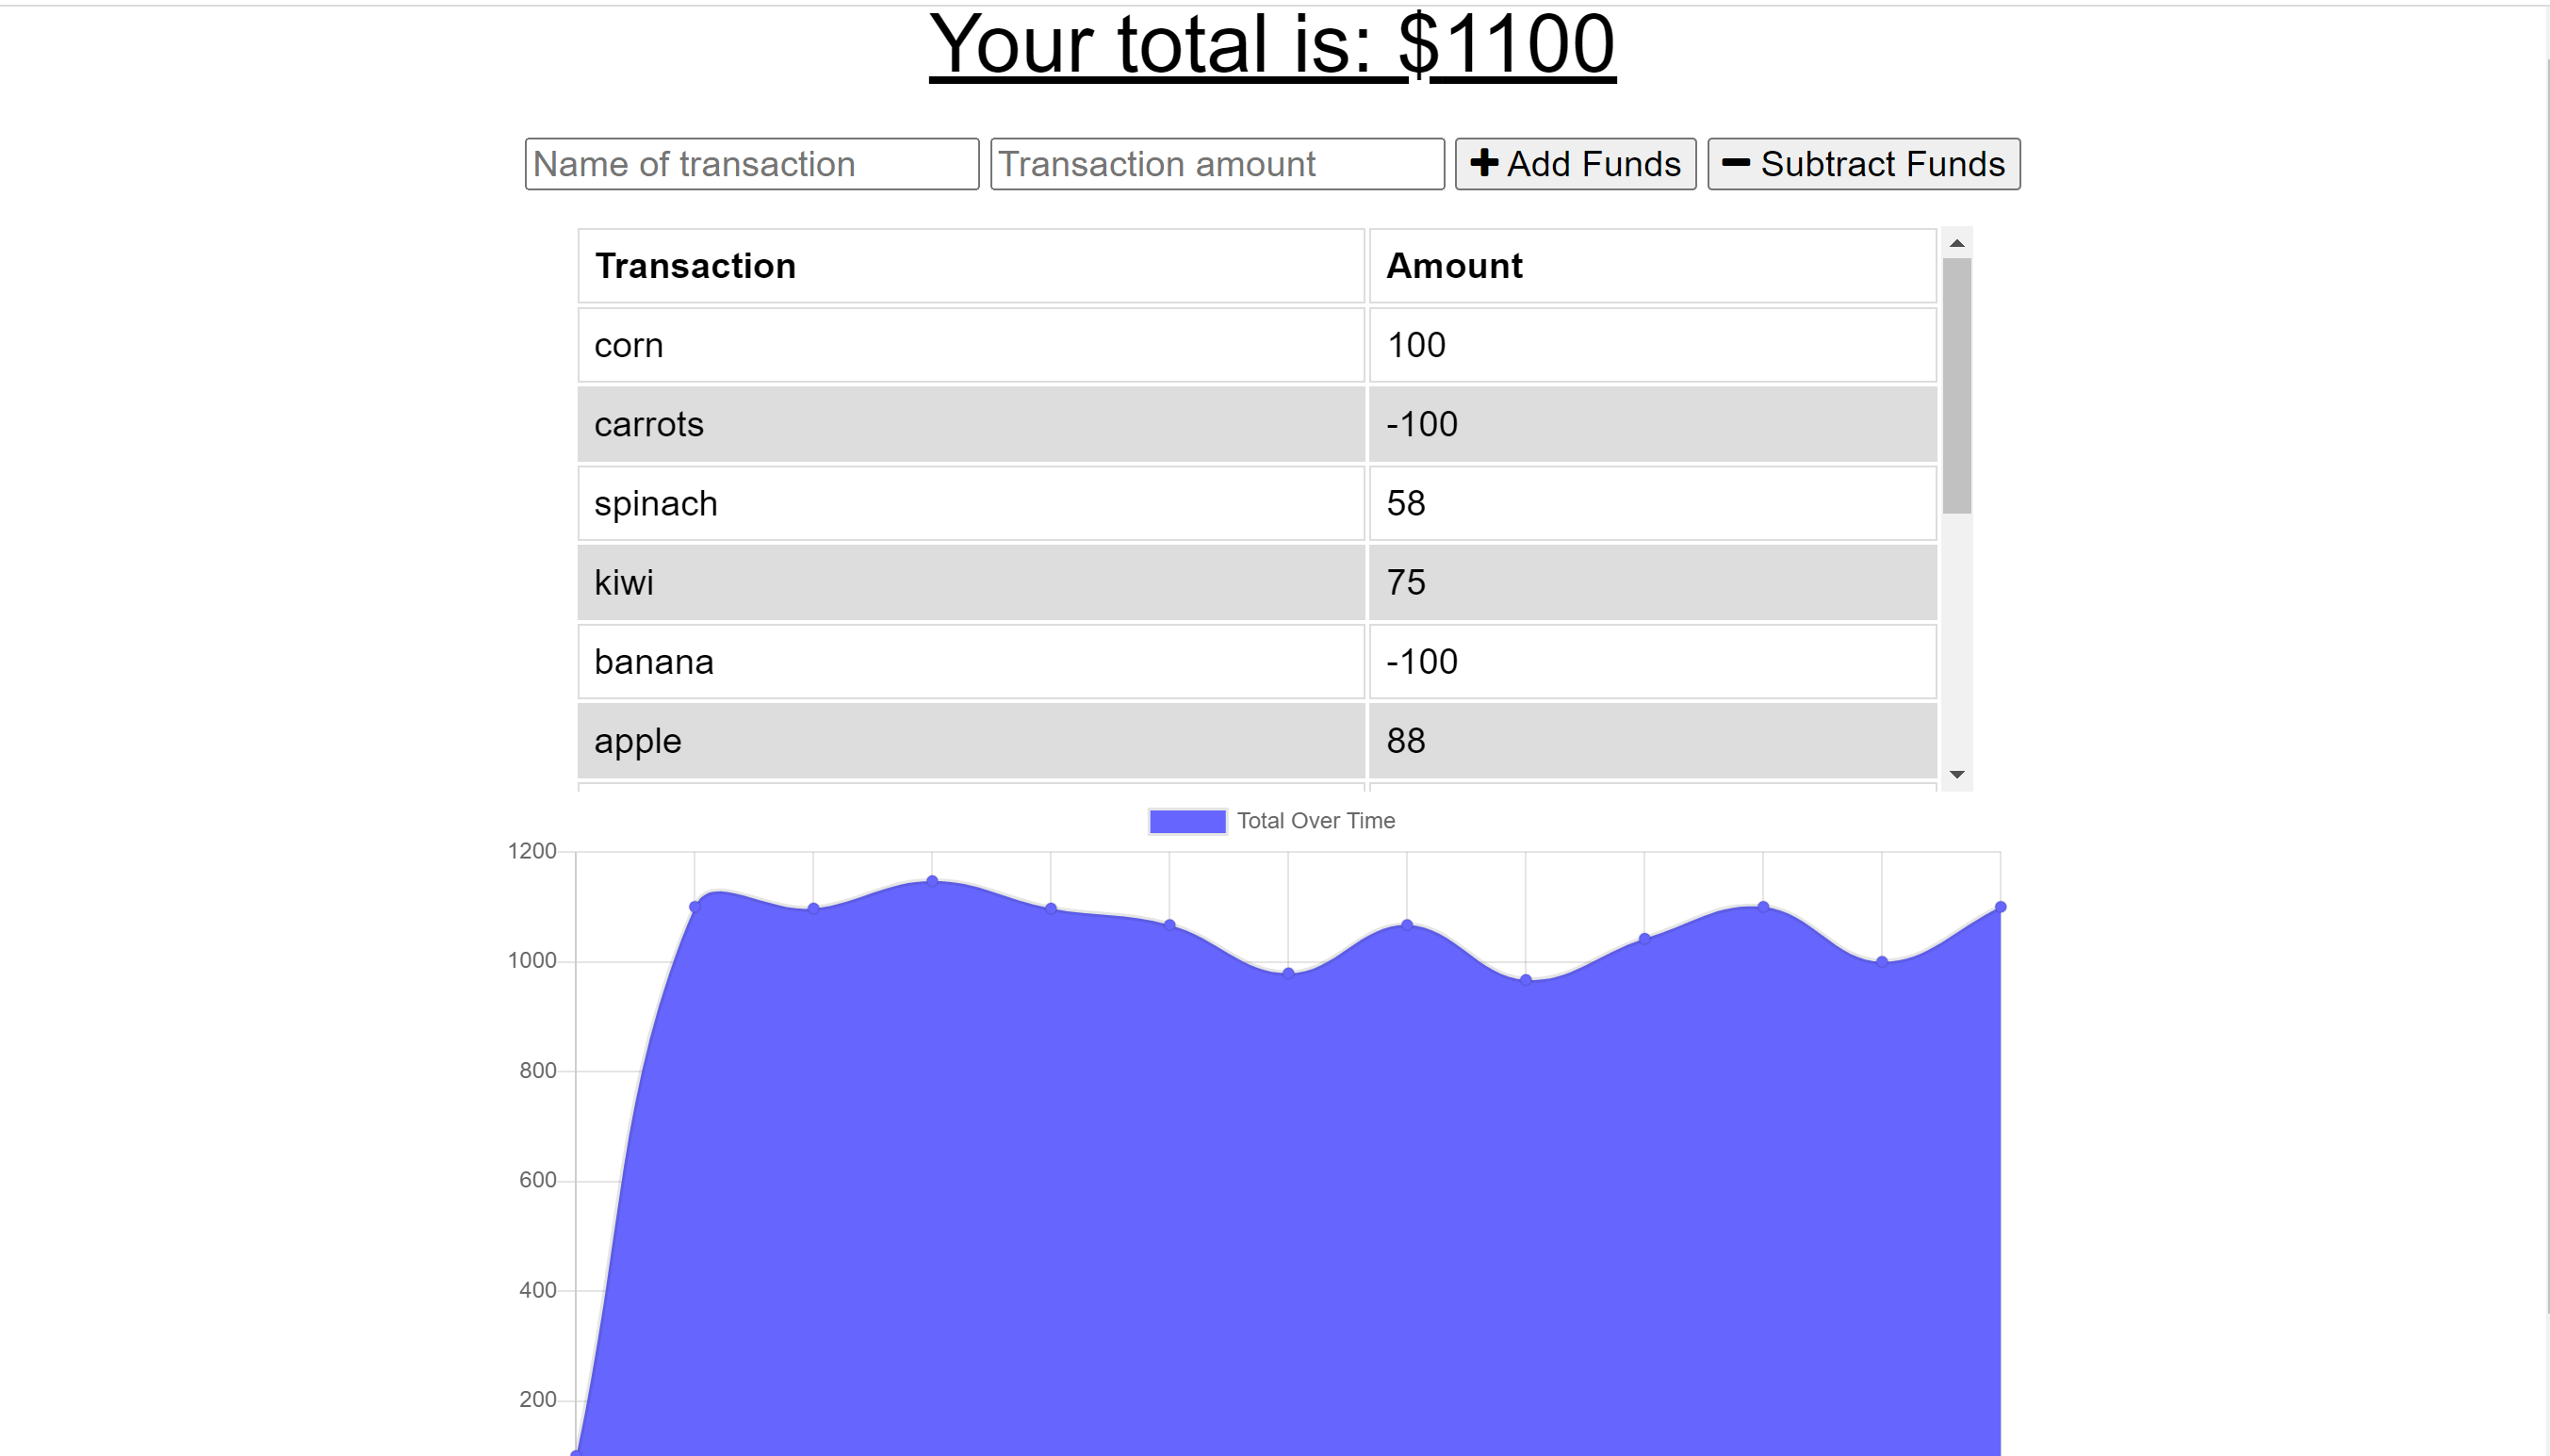 Your total is: $1100
Name of transaction Transaction amount Add Funds Subtract Funds
Transaction Amount
corn 100
carrots -100
spinach 58
kiwi 75
banana -100
apple 88
Total Over Time
1200
1000
800
600
400
200